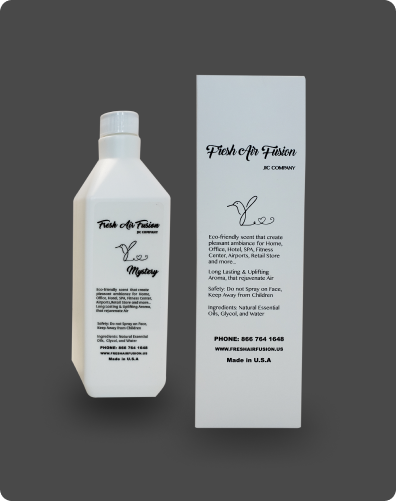 Fresh Air Fusion
JIC COMPANY
Mystery
Eco-friendly scent that create
pleasant ambiance for Home,
Office, Hotel, SPA, Fitness Center,
Airports,Retail Store and more...
Long Lasting & Uplifting Aroma,
that rejuvenate Air
Safety: Do not Spray on Face,
Keep Away from Children
Ingredients: Natural Essential
Oils, Glycol, and Water
PHONE: 866 764 1648
WWW.FRESHAIRFUSION.US
Made in U.S.A
Fresh Air Fusion
JIC COMPANY
Eco-friendly scent that create
pleasant ambiance for Home,
Office, Hotel, SPA, Fitness
Center, Airports, Retail Store
and more...
Long Lasting & Uplifting
Aroma, that rejuvenate Air
Safety: Do not Spray on Face,
Keep Away from Children
Ingredients: Natural Essential
Oils, Glycol, and Water
PHONE: 866 764 1648
WWW.FRESHAIRFUSION.US
Made in U.S.A